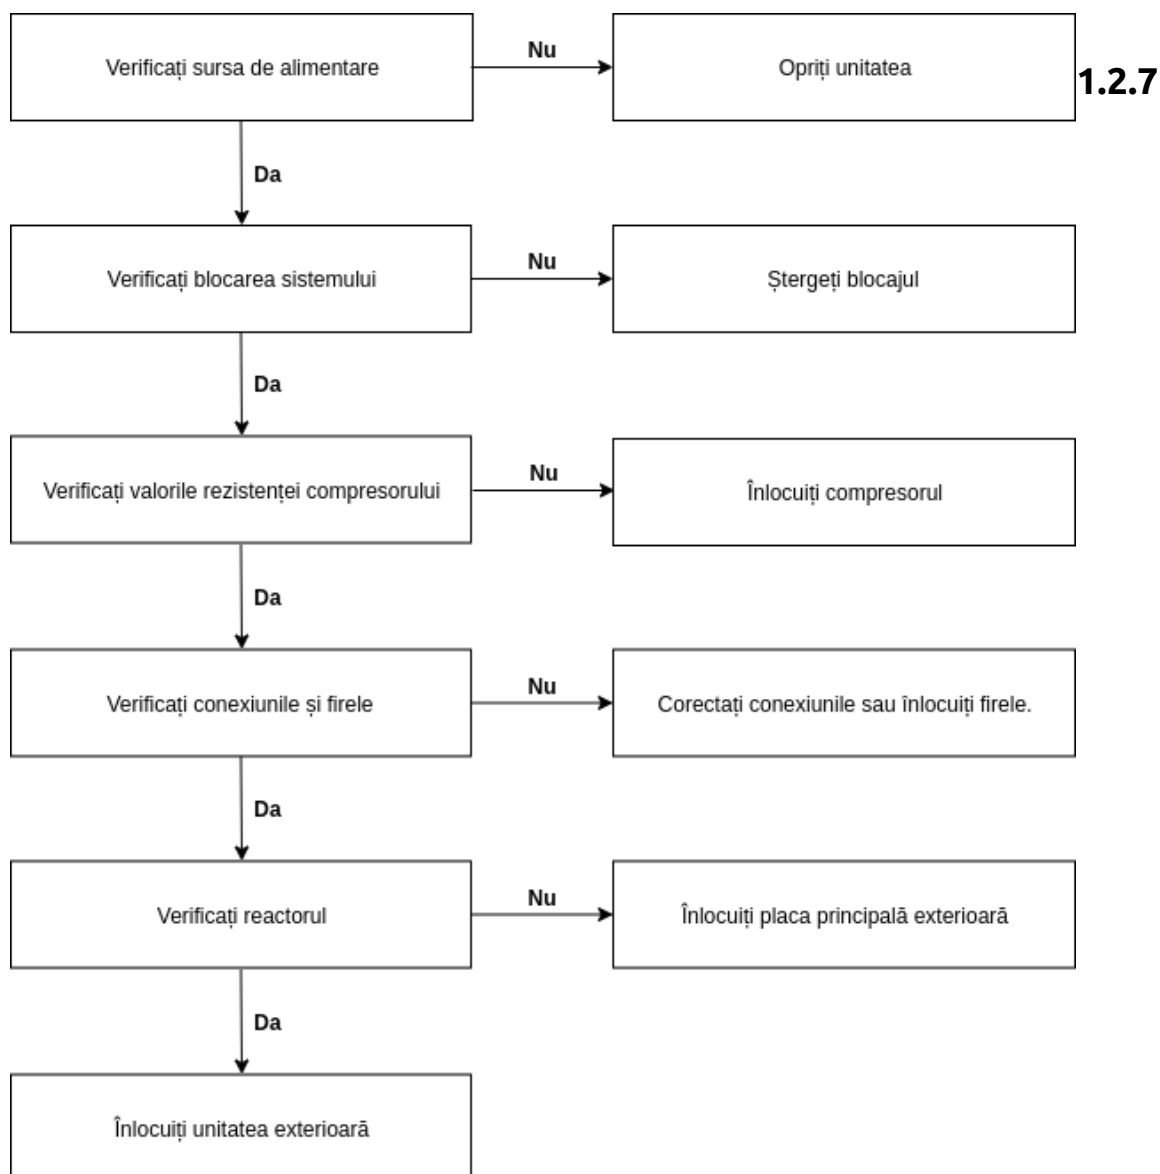 Verificați sursa de alimentare
Nu
Opriți unitatea
1.2.7
Da
Verificați blocarea sistemului
Nu
Ștergeți blocajul
Da
Verificați valorile rezistenței compresorului
Nu
Înlocuiți compresorul
Da
Verificați conexiunile și firele
Nu
Corectați conexiunile sau înlocuiți firele.
Da
Verificați reactorul
Nu
Înlocuiți placa principală exterioară
Da
Înlocuiți unitatea exterioară